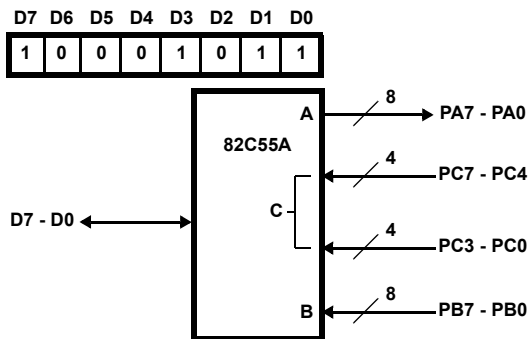 D7 D6 D5 D4 D3 D2 D1 D0
1 0 0 0 1 0 1 1
A 8 PA7 - PA0
82C55A
4 PC7 - PC4
C
D7 - D0
4 PC3 - PC0
B 8 PB7 - PB0